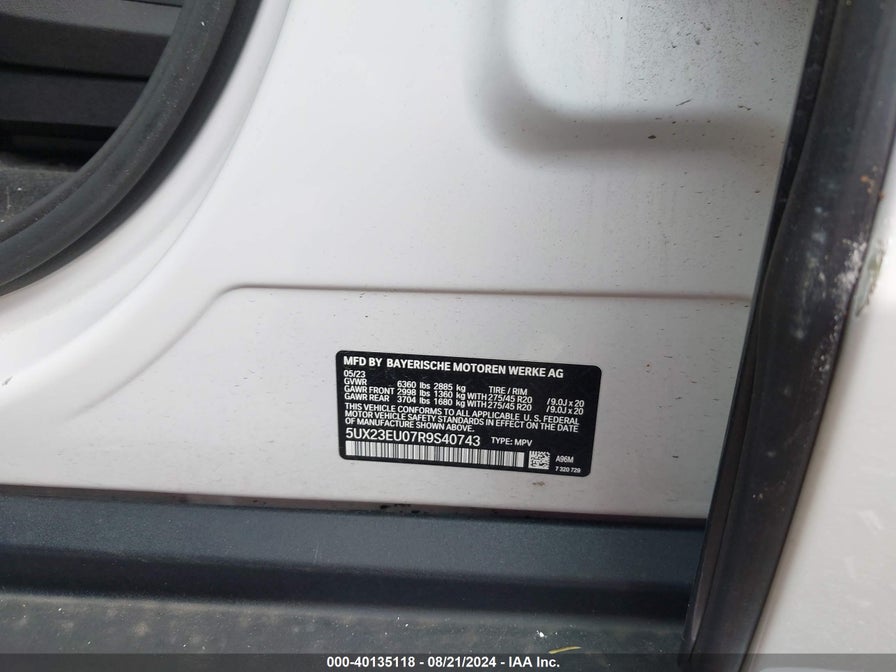 MFD BY BAYERISCHE MOTOREN WERKE AG
05/23
GVWR 6360 lbs 2885 kg TIRE / RIM
GAWR FRONT 2998 lbs 1360 kg WITH 275/45 R20 /9.0J x 20
GAWR REAR 3704 lbs 1680 kg WITH 275/45 R20 /9.0J x 20
THIS VEHICLE CONFORMS TO ALL APPLICABLE U. S. FEDERAL
MOTOR VEHICLE SAFETY STANDARDS IN EFFECT ON THE DATE
OF MANUFACTURE SHOWN ABOVE.
5UX23EU07R9S40743 TYPE: MPV
A96M
7 320 729
000-40135118 - 08/21/2024 - IAA Inc.